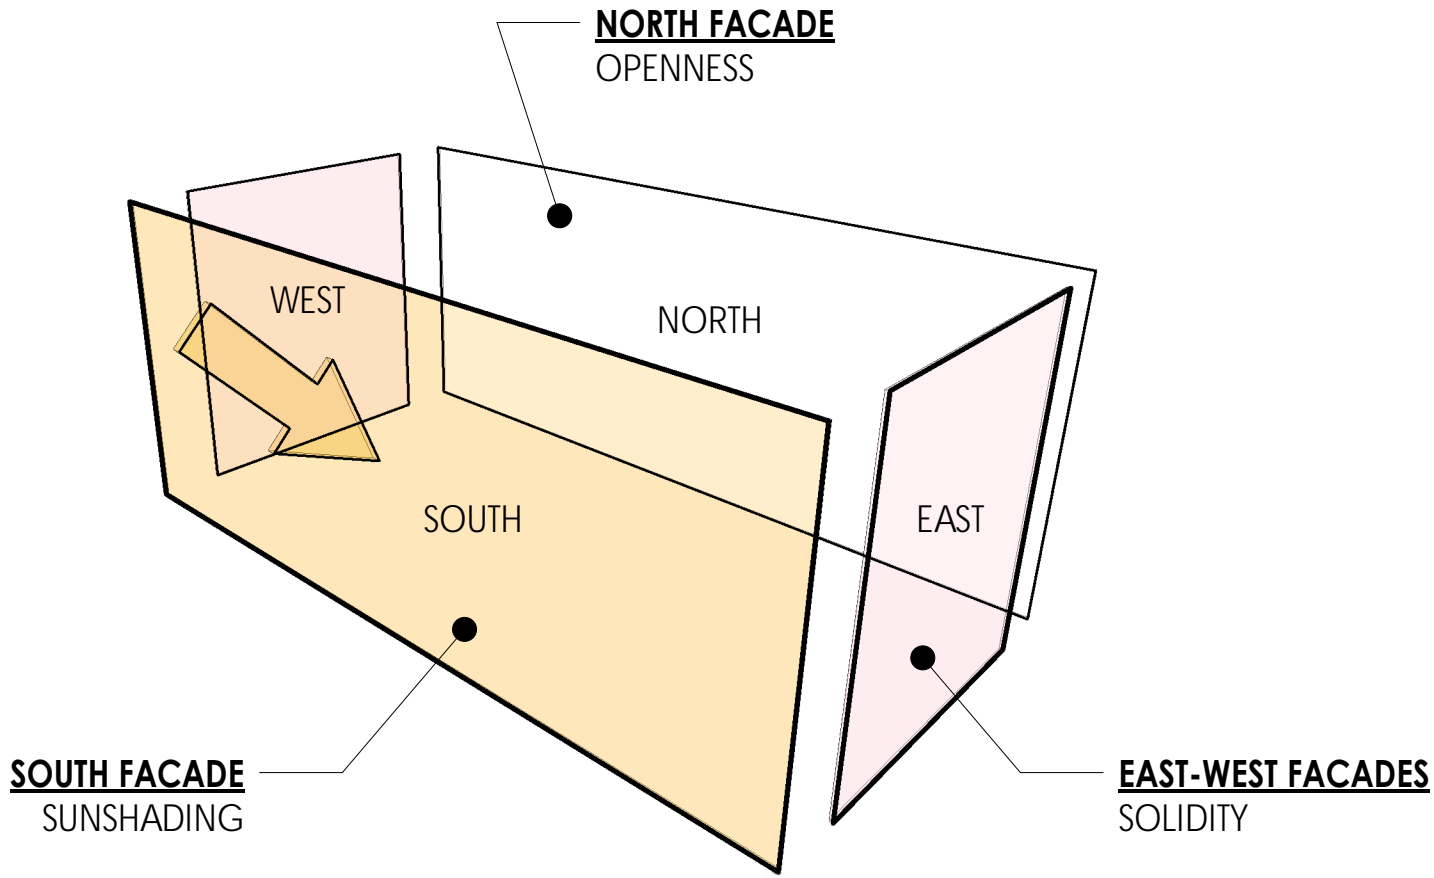 NORTH FACADE
OPENNESS
WEST
NORTH
SOUTH
EAST
SOUTH FACADE
SUNSHADING
EAST-WEST FACADES
SOLIDITY